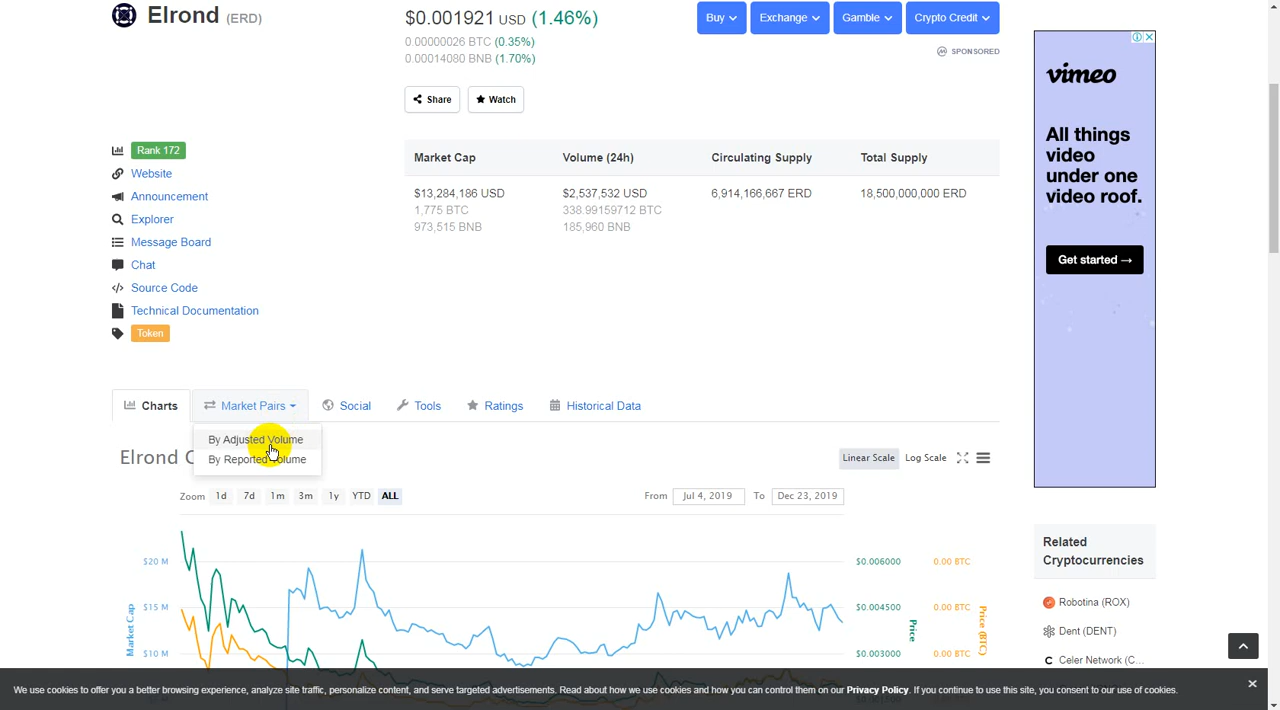 Elrond (ERD)
$0.001921 USD (1.46%)
0.00000026 BTC (0.35%)
0.00014080 BNB (1.70%)
Buy
Exchange
Gamble
Crypto Credit
SPONSORED
Share
Watch
Rank 172
Website
Announcement
Explorer
Message Board
Chat
Source Code
Technical Documentation
Token
Market Cap Volume (24h) Circulating Supply Total Supply
$13,284,186 USD $2,537,532 USD 6,914,166,667 ERD 18,500,000,000 ERD
1,775 BTC 338.99159712 BTC
973,515 BNB 185,960 BNB
vimeo
All things
video
under one
video roof.
Get started →
Charts Market Pairs Social Tools Ratings Historical Data
By Adjusted Volume
By Reported Volume
Elrond C
Linear Scale Log Scale
Zoom 1d 7d 1m 3m 1y YTD ALL
From Jul 4, 2019 To Dec 23, 2019
$20 M $0.006000 0.00 BTC
$15 M $0.004500 0.00 BTC
$10 M $0.003000 0.00 BTC
Market Cap
Price
Price (BTC)
Related
Cryptocurrencies
Robotina (ROX)
Dent (DENT)
Celer Network (C...
We use cookies to offer you a better browsing experience, analyze site traffic, personalize content, and serve targeted advertisements. Read about how we use cookies and how you can control them on our Privacy Policy. If you continue to use this site, you consent to our use of cookies.